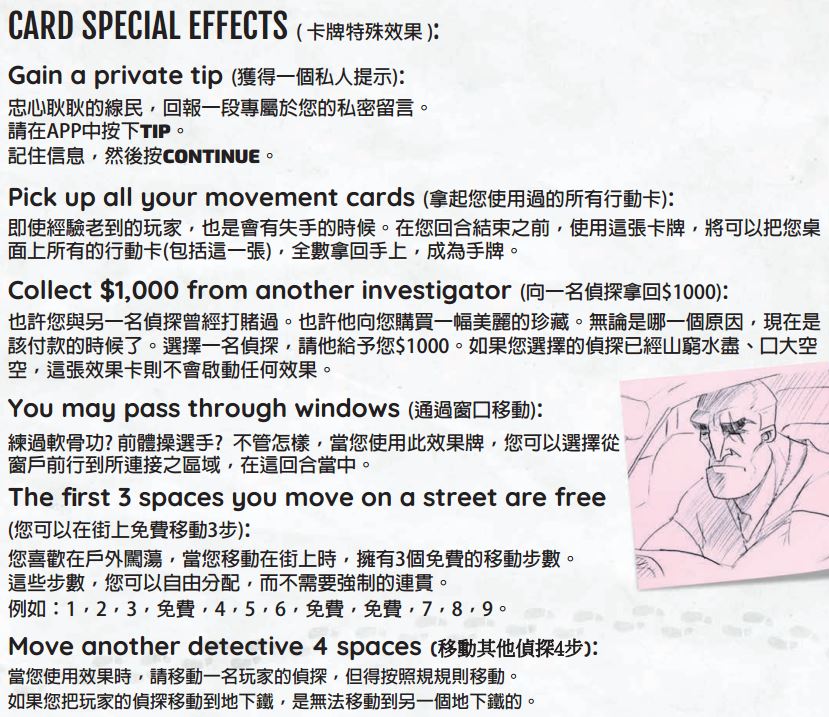 CARD SPECIAL EFFECTS (卡牌特殊效果):
Gain a private tip (獲得一個私人提示):
忠心耿耿的線民，回報一段專屬於您的私密留言。
請在APP中按下TIP。
記住信息，然後按CONTINUE。
Pick up all your movement cards (拿起您使用過的所有行動卡):
即使經驗老到的玩家，也是會有失手的時候。在您回合結束之前，使用這張卡牌，將可以把您桌
面上所有的行動卡(包括這一張)，全數拿回手上，成為手牌。
Collect $1,000 from another investigator (向一名偵探拿回$1000):
也許您與另一名偵探曾經打賭過。也許他向您購買一幅美麗的珍藏。無論是哪一個原因，現在是
該付款的時候了。選擇一名偵探，請他給予您$1000。如果您選擇的偵探已經山窮水盡、口大空
空，這張效果卡則不會啟動任何效果。
You may pass through windows (通過窗口移動):
練過軟骨功? 前體操選手? 不管怎樣，當您使用此效果牌，您可以選擇從
窗戶前行到所連接之區域，在這回合當中。
The first 3 spaces you move on a street are free
(您可以在街上免費移動3步):
您喜歡在戶外闖蕩，當您移動在街上時，擁有3個免費的移動步數。
這些步數，您可以自由分配，而不需要強制的連貫。
例如：1，2，3，免費，4，5，6，免費，免費，7，8，9。
Move another detective 4 spaces (移動其他偵探4步):
當您使用效果時，請移動一名玩家的偵探，但得按照規規則移動。
如果您把玩家的偵探移動到地下鐵，是無法移動到另一個地下鐵的。